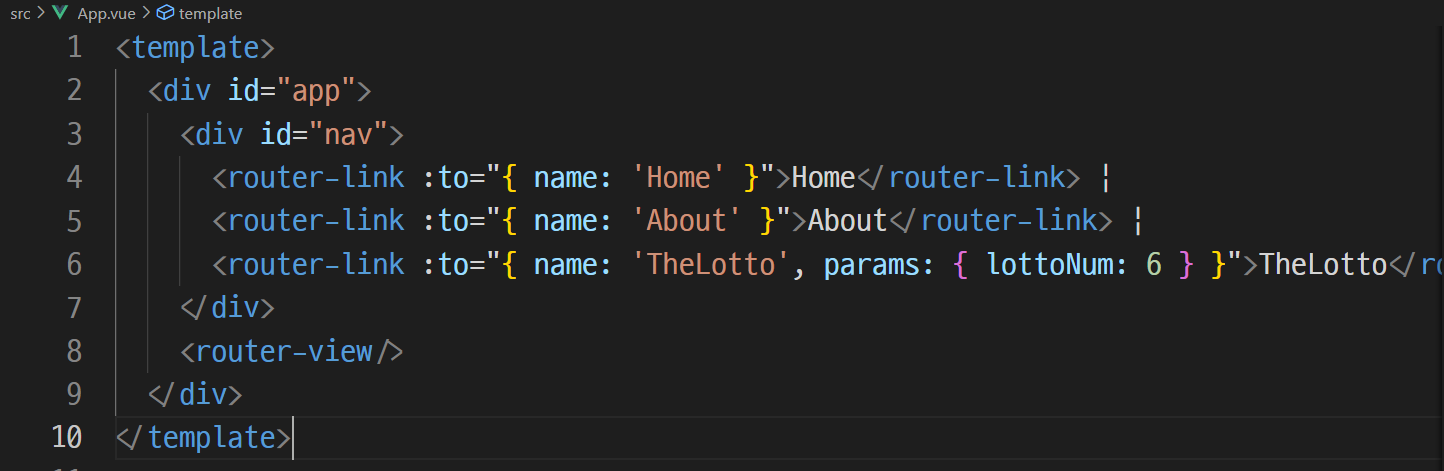 src > App.vue > template
1 <template>
2   <div id="app">
3     <div id="nav">
4       <router-link :to="{ name: 'Home' }">Home</router-link> |
5       <router-link :to="{ name: 'About' }">About</router-link> |
6       <router-link :to="{ name: 'TheLotto', params: { lottoNum: 6 } }">TheLotto</ro
7     </div>
8     <router-view/>
9   </div>
10 </template>